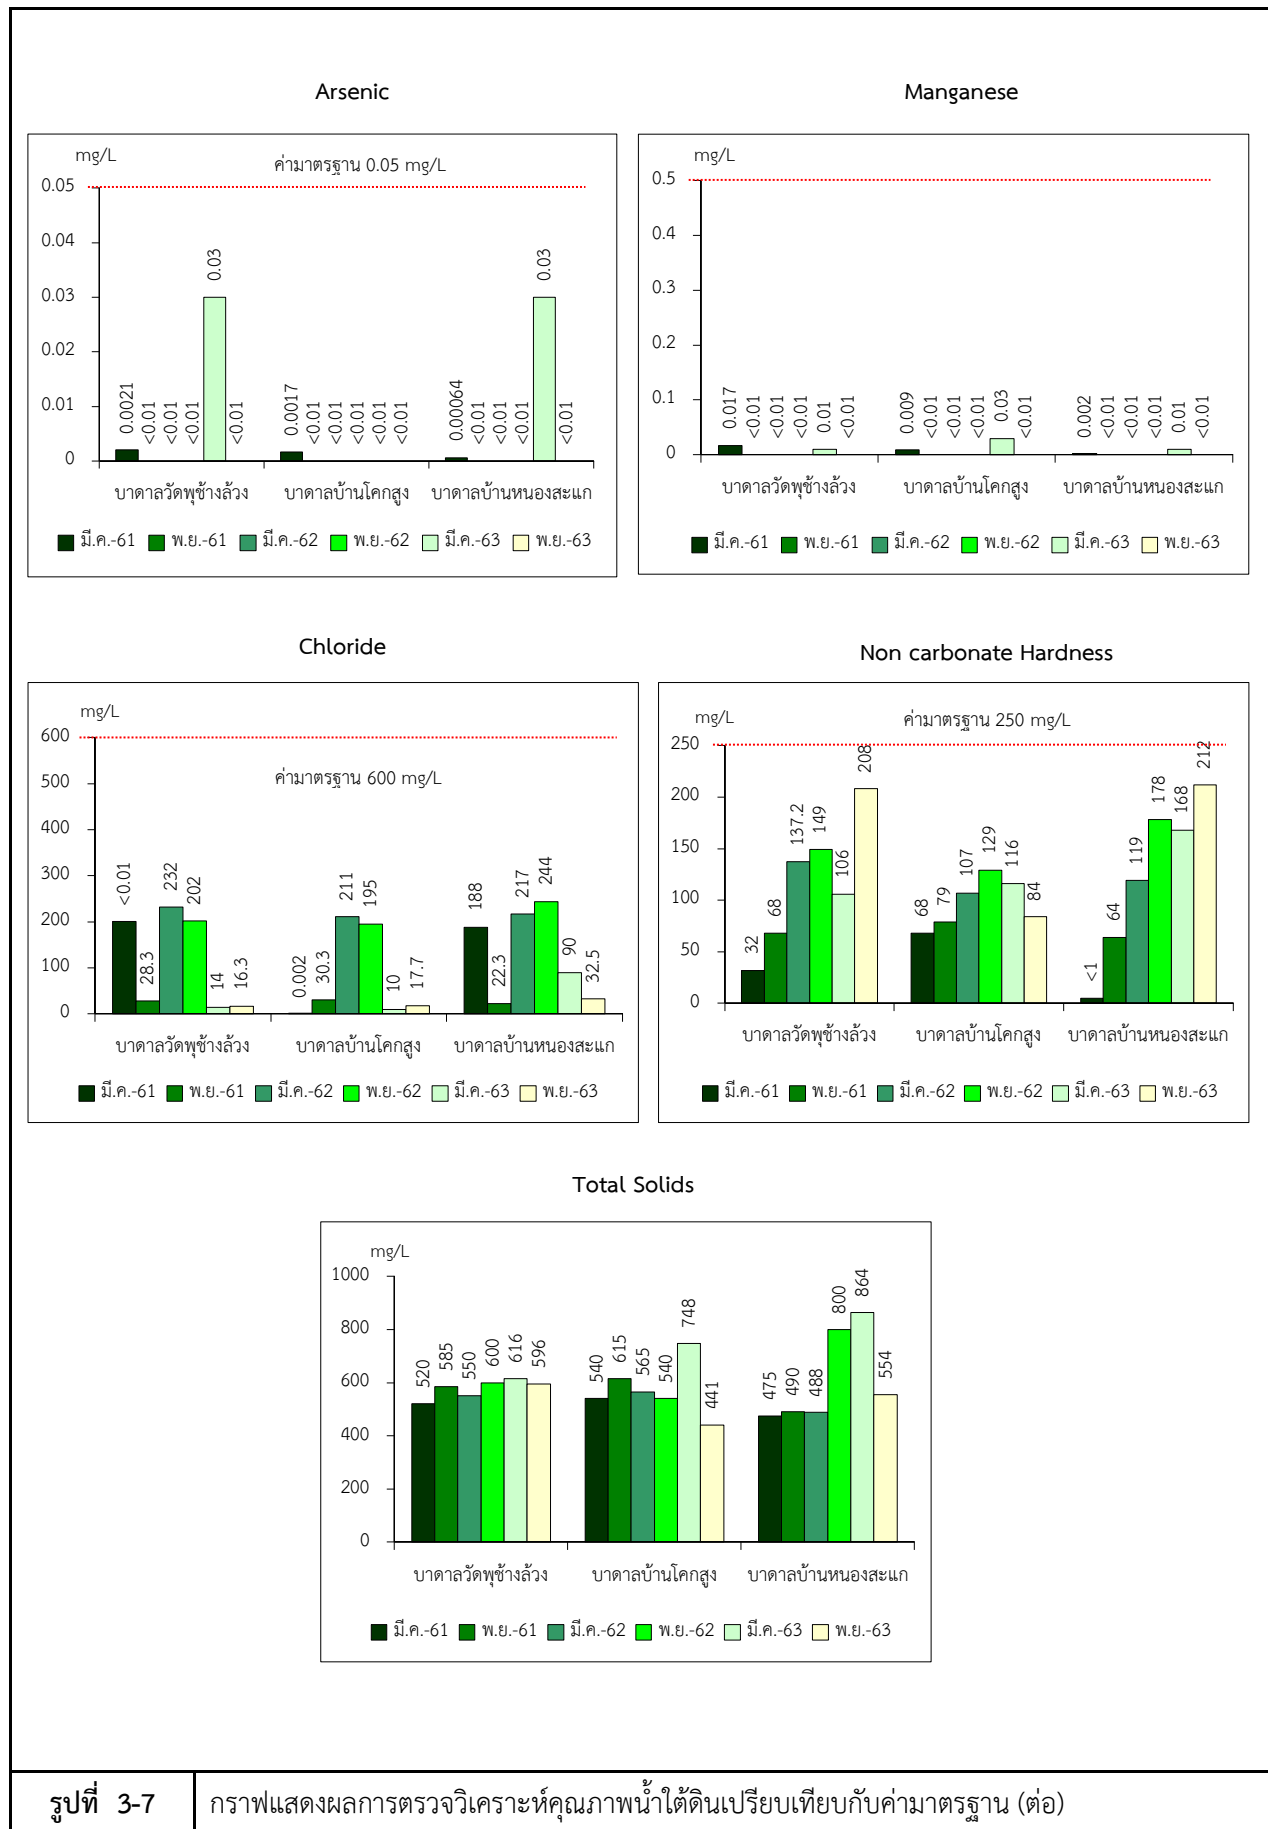 Arsenic
mg/L
ค่ามาตรฐาน 0.05 mg/L
0.05
0.04
0.03
0.02
0.01
0
0.0021 <0.01 <0.01 <0.01 0.03 <0.01
0.0017 <0.01 <0.01 <0.01 <0.01 <0.01
0.00064 <0.01 <0.01 <0.01 0.03 <0.01
บาดาลวัดพุช้างล้วง บาดาลบ้านโคกสูง บาดาลบ้านหนองสะแก
มี.ค.-61 พ.ย.-61 มี.ค.-62 พ.ย.-62 มี.ค.-63 พ.ย.-63
Manganese
mg/L
0.5
0.4
0.3
0.2
0.1
0
0.017 <0.01 <0.01 <0.01 0.01 <0.01
0.009 <0.01 <0.01 <0.01 0.03 <0.01
0.002 <0.01 <0.01 <0.01 0.01 <0.01
บาดาลวัดพุช้างล้วง บาดาลบ้านโคกสูง บาดาลบ้านหนองสะแก
มี.ค.-61 พ.ย.-61 มี.ค.-62 พ.ย.-62 มี.ค.-63 พ.ย.-63
Chloride
mg/L
600
500
400
300
200
100
0
ค่ามาตรฐาน 600 mg/L
<0.01 28.3 232 202 14 16.3
0.002 30.3 211 195 10 17.7
188 22.3 217 244 90 32.5
บาดาลวัดพุช้างล้วง บาดาลบ้านโคกสูง บาดาลบ้านหนองสะแก
มี.ค.-61 พ.ย.-61 มี.ค.-62 พ.ย.-62 มี.ค.-63 พ.ย.-63
Non carbonate Hardness
mg/L
ค่ามาตรฐาน 250 mg/L
250
200
150
100
50
0
32 68 137.2 149 106 208
68 79 107 129 116 84
<1 64 119 178 168 212
บาดาลวัดพุช้างล้วง บาดาลบ้านโคกสูง บาดาลบ้านหนองสะแก
มี.ค.-61 พ.ย.-61 มี.ค.-62 พ.ย.-62 มี.ค.-63 พ.ย.-63
Total Solids
mg/L
1000
800
600
400
200
0
520 585 550 600 616 596
540 615 565 540 748 441
475 490 488 800 864 554
บาดาลวัดพุช้างล้วง บาดาลบ้านโคกสูง บาดาลบ้านหนองสะแก
มี.ค.-61 พ.ย.-61 มี.ค.-62 พ.ย.-62 มี.ค.-63 พ.ย.-63
รูปที่ 3-7 กราฟแสดงผลการตรวจวิเคราะห์คุณภาพน้ำใต้ดินเปรียบเทียบกับค่ามาตรฐาน (ต่อ)